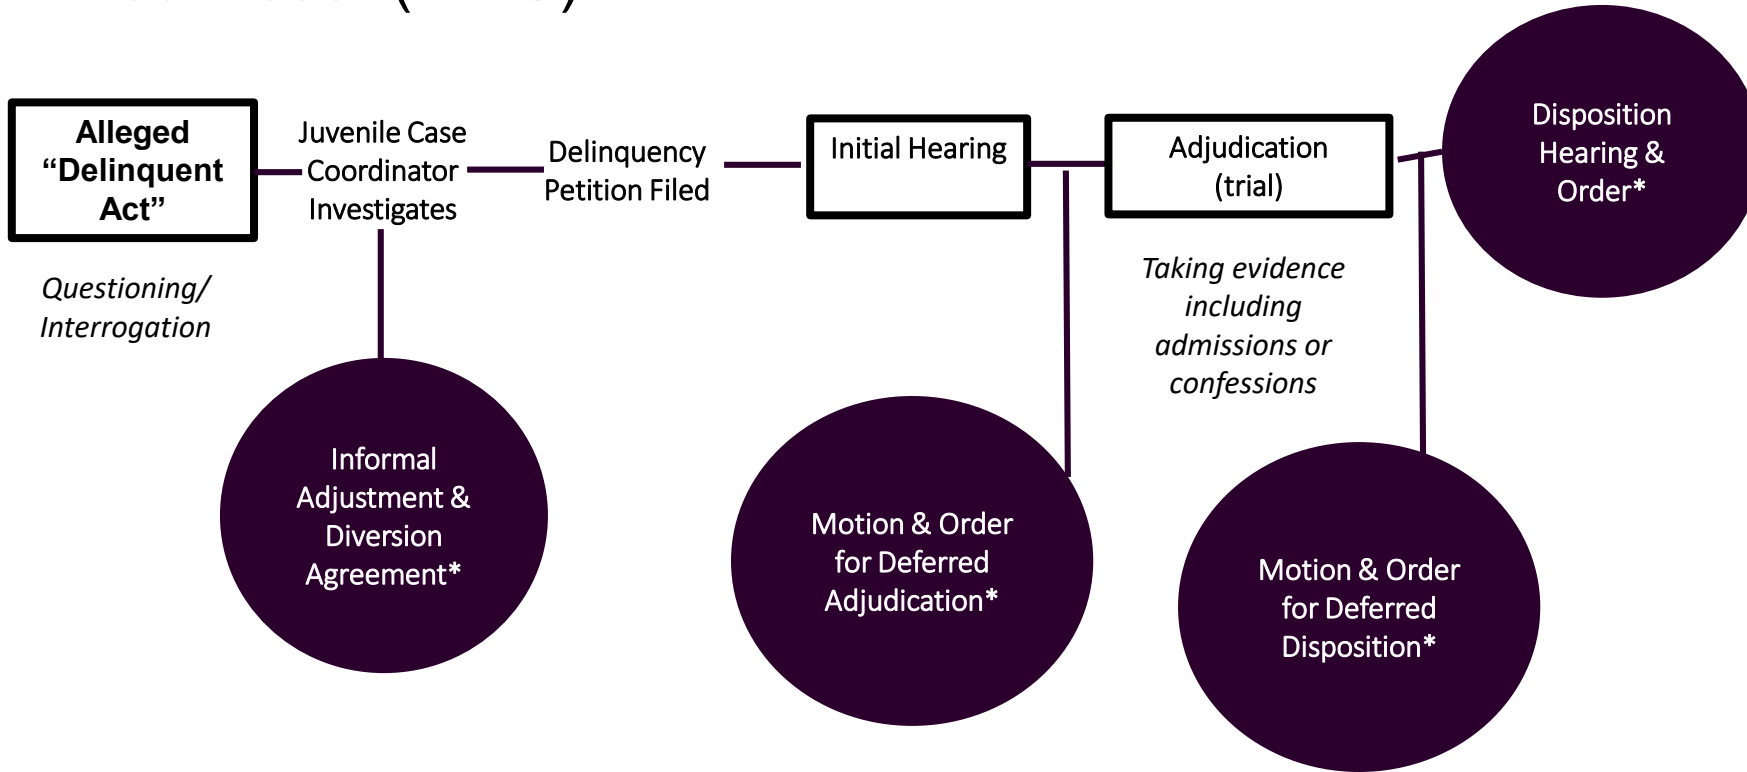 Alleged
“Delinquent
Act”
Questioning/
Interrogation
Juvenile Case
Coordinator
Investigates
Informal
Adjustment &
Diversion
Agreement*
Delinquency
Petition Filed
Initial Hearing
Motion & Order
for Deferred
Adjudication*
Adjudication
(trial)
Taking evidence
including
admissions or
confessions
Motion & Order
for Deferred
Disposition*
Disposition
Hearing &
Order*